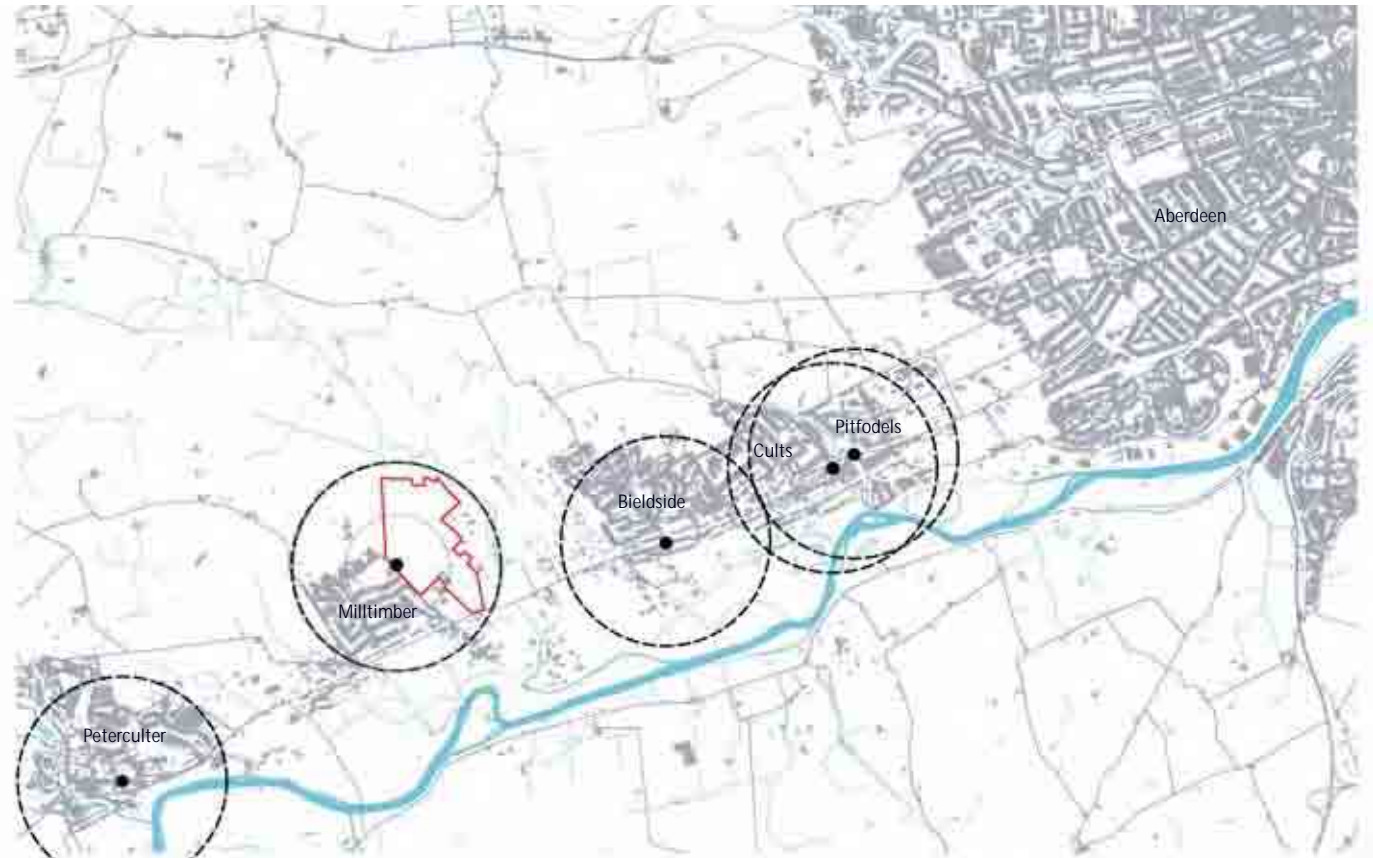 Aberdeen
Pitfodels
Cults
Bieldside
Milltimber
Peterculter